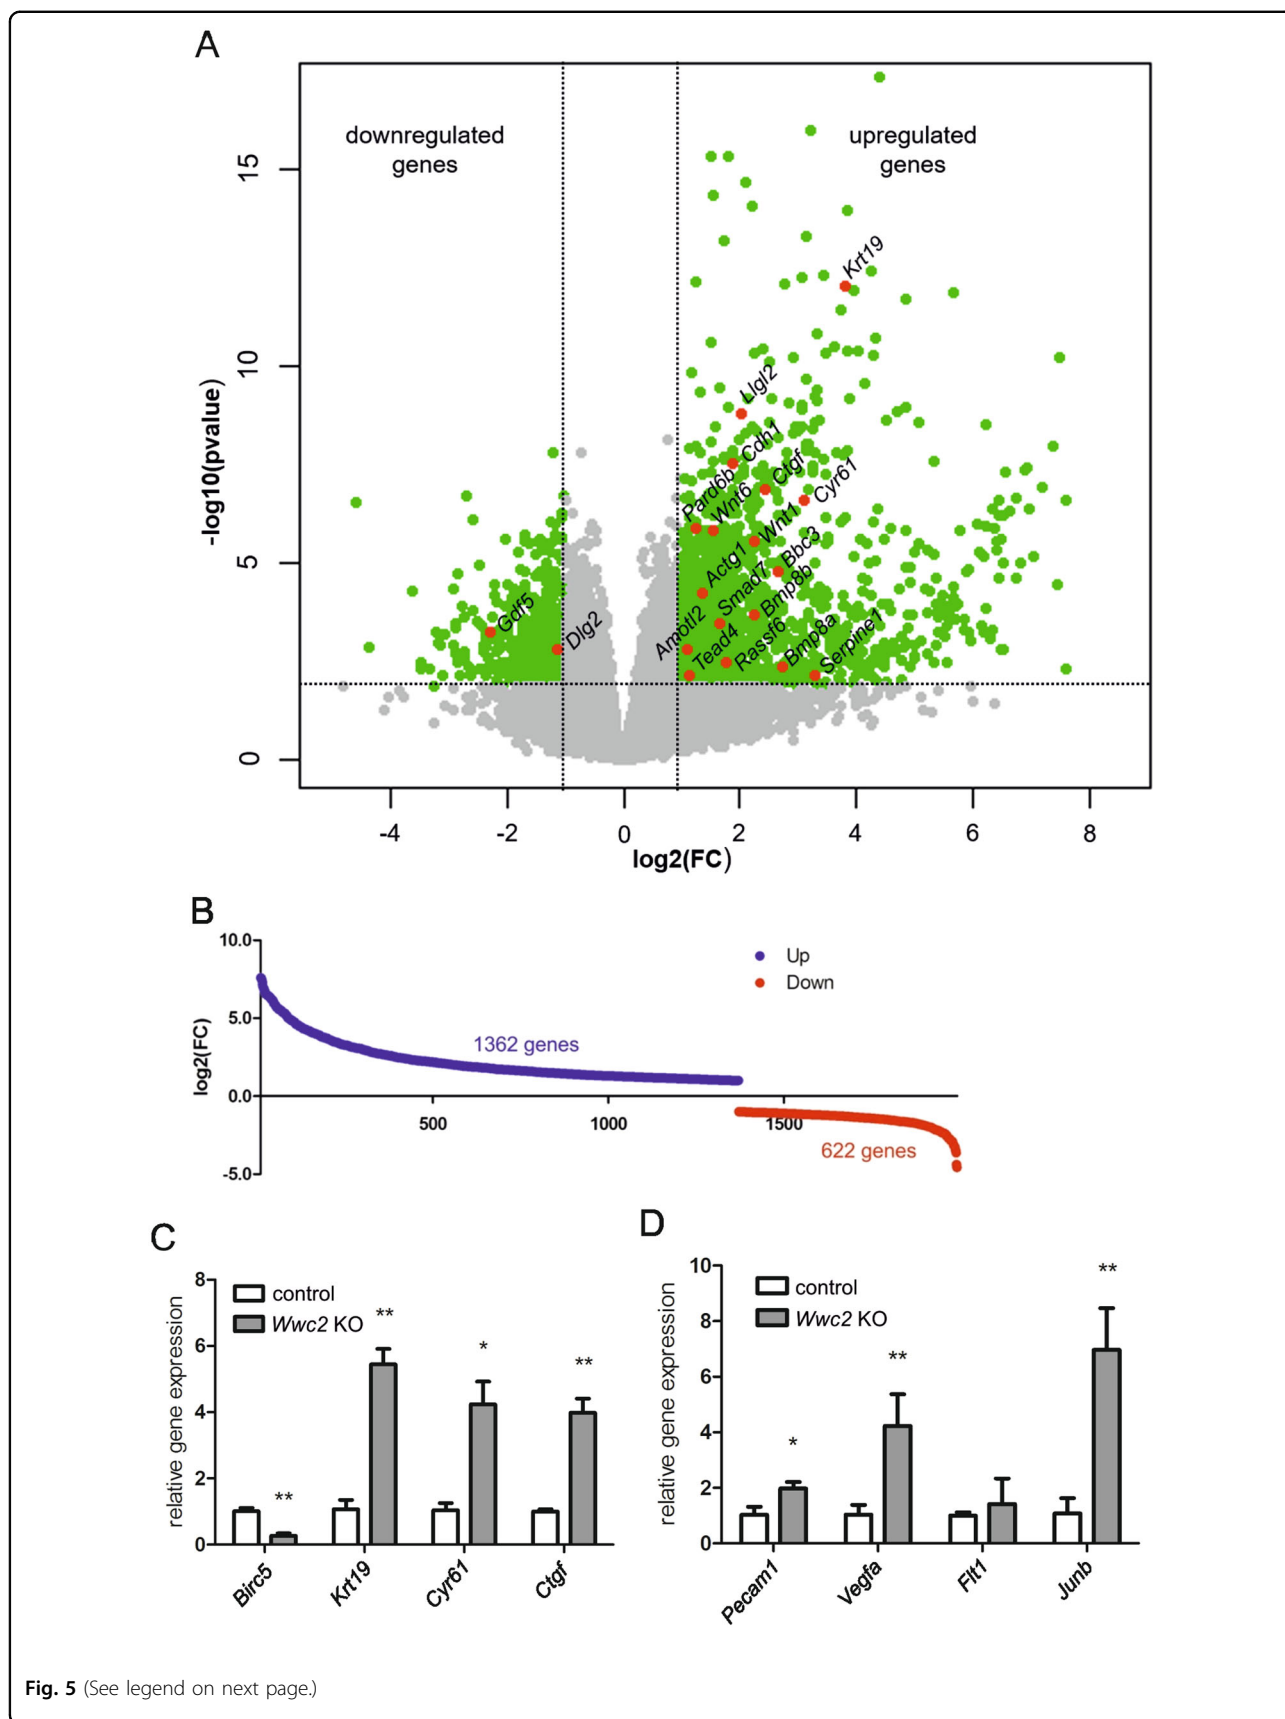 A
downregulated
genes
upregulated
genes
15
10
5
0
-log10(pvalue)
Krt19
Llgl2
Cdh1
Ctgf
Cyr61
Pard6b
Wnt6
Wnt1
Bbc3
Actg1
Smad7
Bmp8b
Gdf5
Dlg2
Amotl2
Tead4
Rassf6
Bmp8a
Serpine1
-4 -2 0 2 4 6 8
log2(FC)
B
10.0
5.0
0.0
-5.0
log2(FC)
Up
Down
1362 genes
500 1000 1500
622 genes
C
8
6
4
2
0
relative gene expression
control
Wwc2 KO
** ** * **
Birc5 Krt19 Cyr61 Ctgf
D
10
8
6
4
2
0
relative gene expression
control
Wwc2 KO
* ** **
Pecam1 Vegfa Flt1 Junb
Fig. 5 (See legend on next page.)